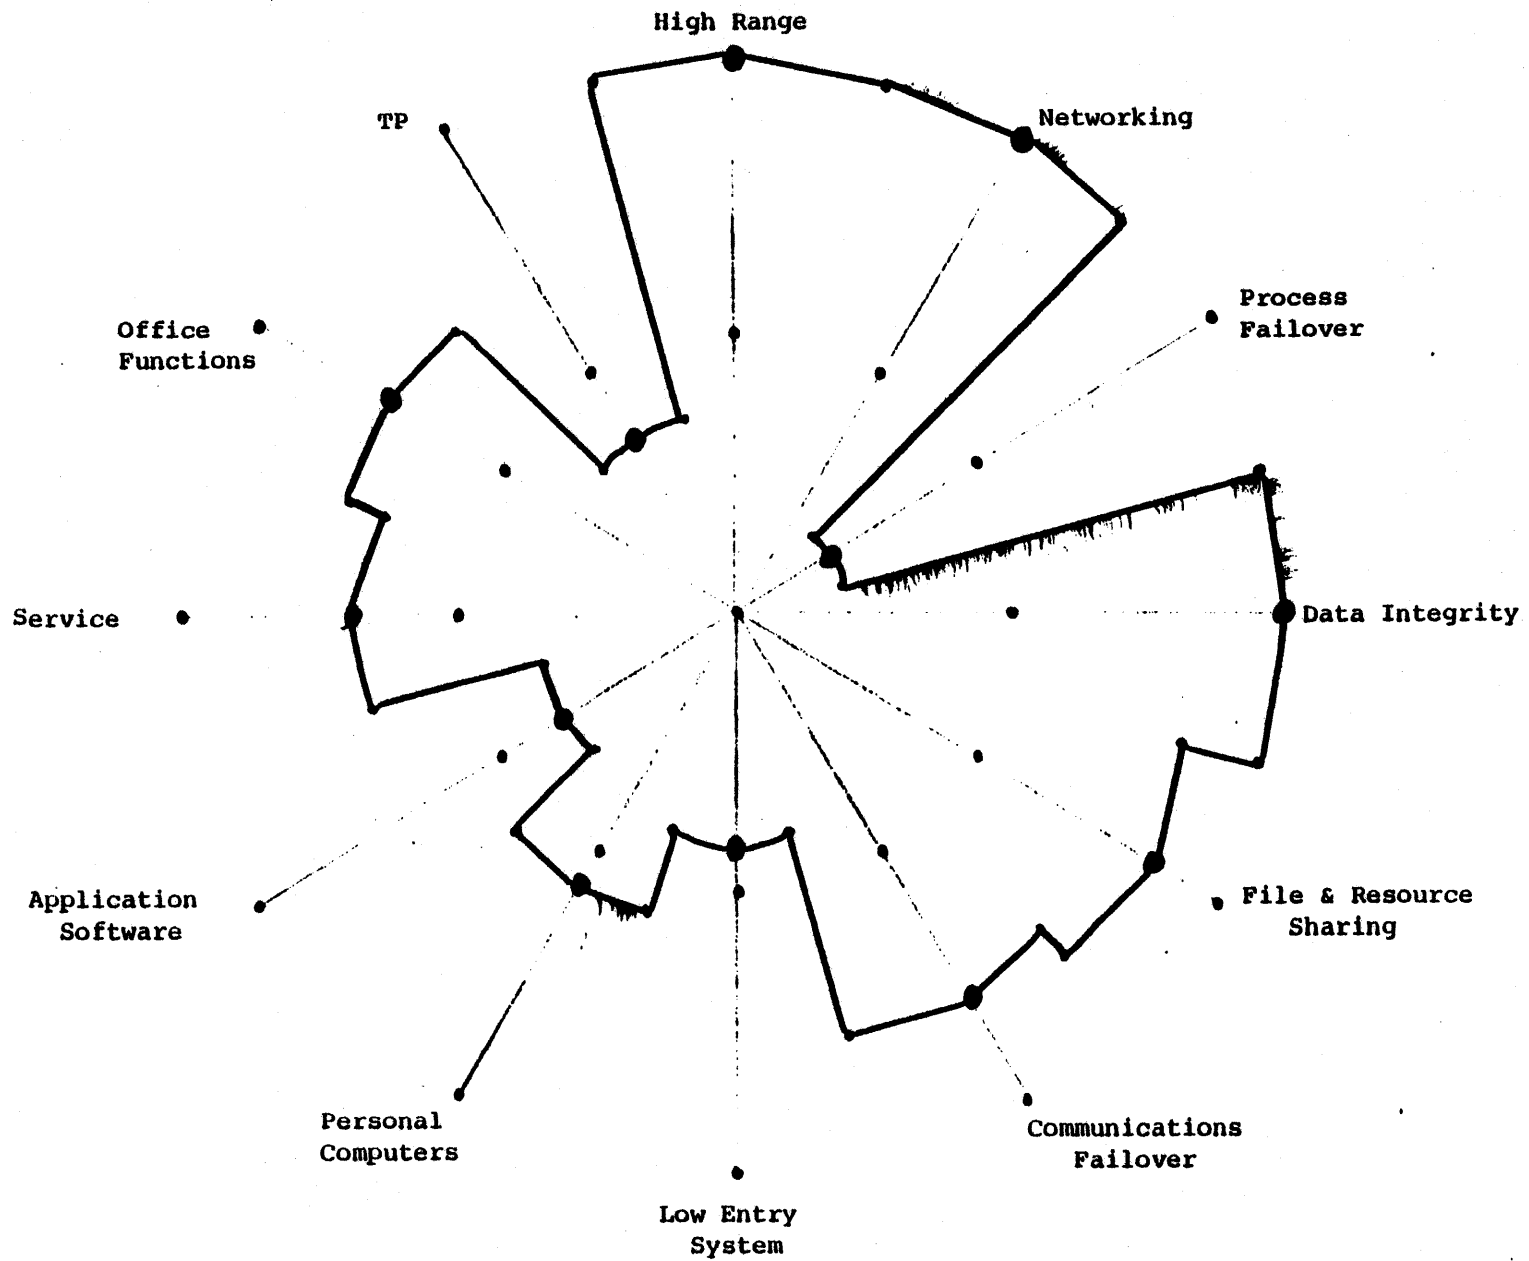 High Range
TP
Networking
Process
Failover
Office
Functions
Service
Data Integrity
Application
Software
File & Resource
Sharing
Personal
Computers
Communications
Failover
Low Entry
System